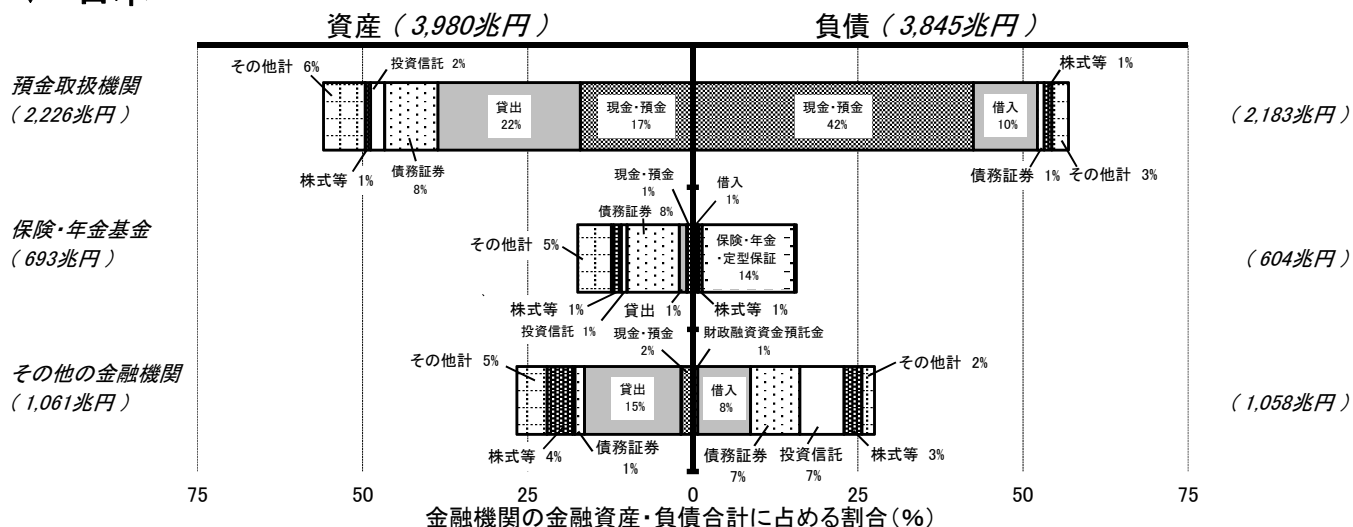 資産（3,980兆円） 負債（3,845兆円）
その他計 6% 投資信託 2% 株式等 1%
預金取扱機関
（2,226兆円） 貸出 22% 現金・預金 17% 現金・預金 42% 借入 10% （2,183兆円）
株式等 1% 債務証券 8% 債務証券 1% その他計 3%
現金・預金 1% 借入 1%
保険・年金基金
（693兆円） その他計 5% 債務証券 8% 保険・年金・定型保証 14% （604兆円）
株式等 1% 貸出 1% 株式等 1%
投資信託 1% 現金・預金 2% 財政融資資金預託金 1%
その他計 5% その他計 2%
その他の金融機関
（1,061兆円） 貸出 15% 借入 8% （1,058兆円）
株式等 4% 債務証券 1% 債務証券 7% 投資信託 7% 株式等 3%
75 50 25 0 25 50 75
金融機関の金融資産・負債合計に占める割合（%）